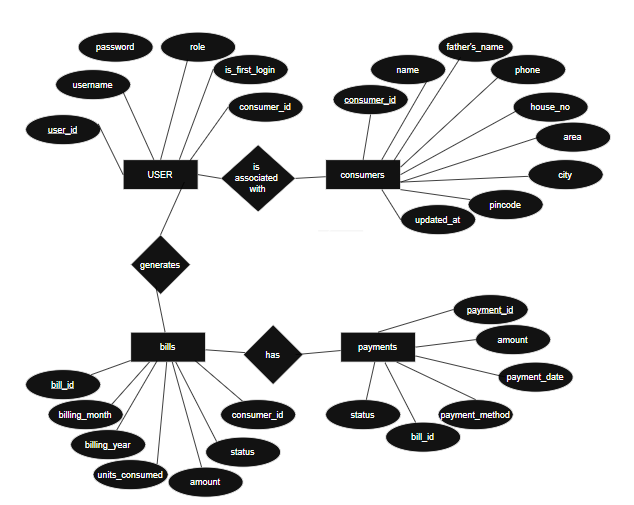 password
role
father's_name
is_first_login
name
phone
username
consumer_id
consumer_id
house_no
user_id
area
USER
is
associated
with
consumers
city
pincode
updated_at
generates
payment_id
amount
bills
has
payments
payment_date
bill_id
billing_month
consumer_id
status
payment_method
billing_year
bill_id
status
units_consumed
amount